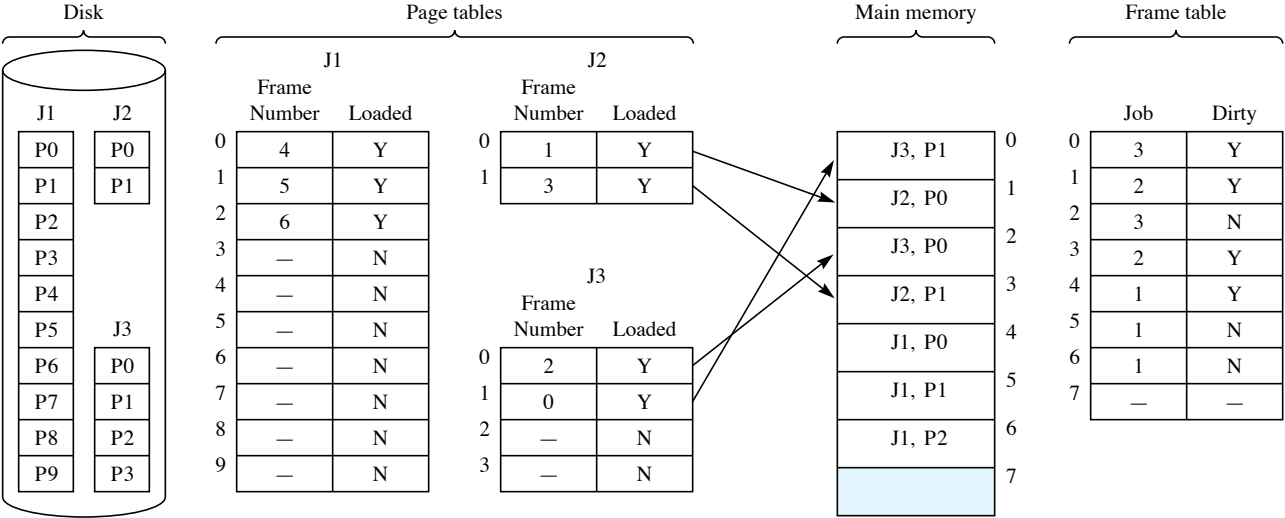 Disk Page tables Main memory Frame table
J1 J2
Frame Frame
J1 J2 Number Loaded Number Loaded Job Dirty
0 0 0 0
P0 P0 4 Y 1 Y J3, P1 3 Y
1 1 1 1
P1 P1 5 Y 3 Y J2, P0 2 Y
2 2 2
P2 6 Y J3, P0 3 N
3 3 3
P3 — N J3 J2, P1 2 Y
4 Frame 4
P4 — N 1 Y
5 J3 Number Loaded 4 5
P5 — N J1, P0 1 N
6 0 6
P6 P0 — N 2 Y 1 N
7 1 5 7
P7 P1 — N 0 Y J1, P1 — —
8 2 6
P8 P2 — N — N J1, P2
9 3 7
P9 P3 — N — N